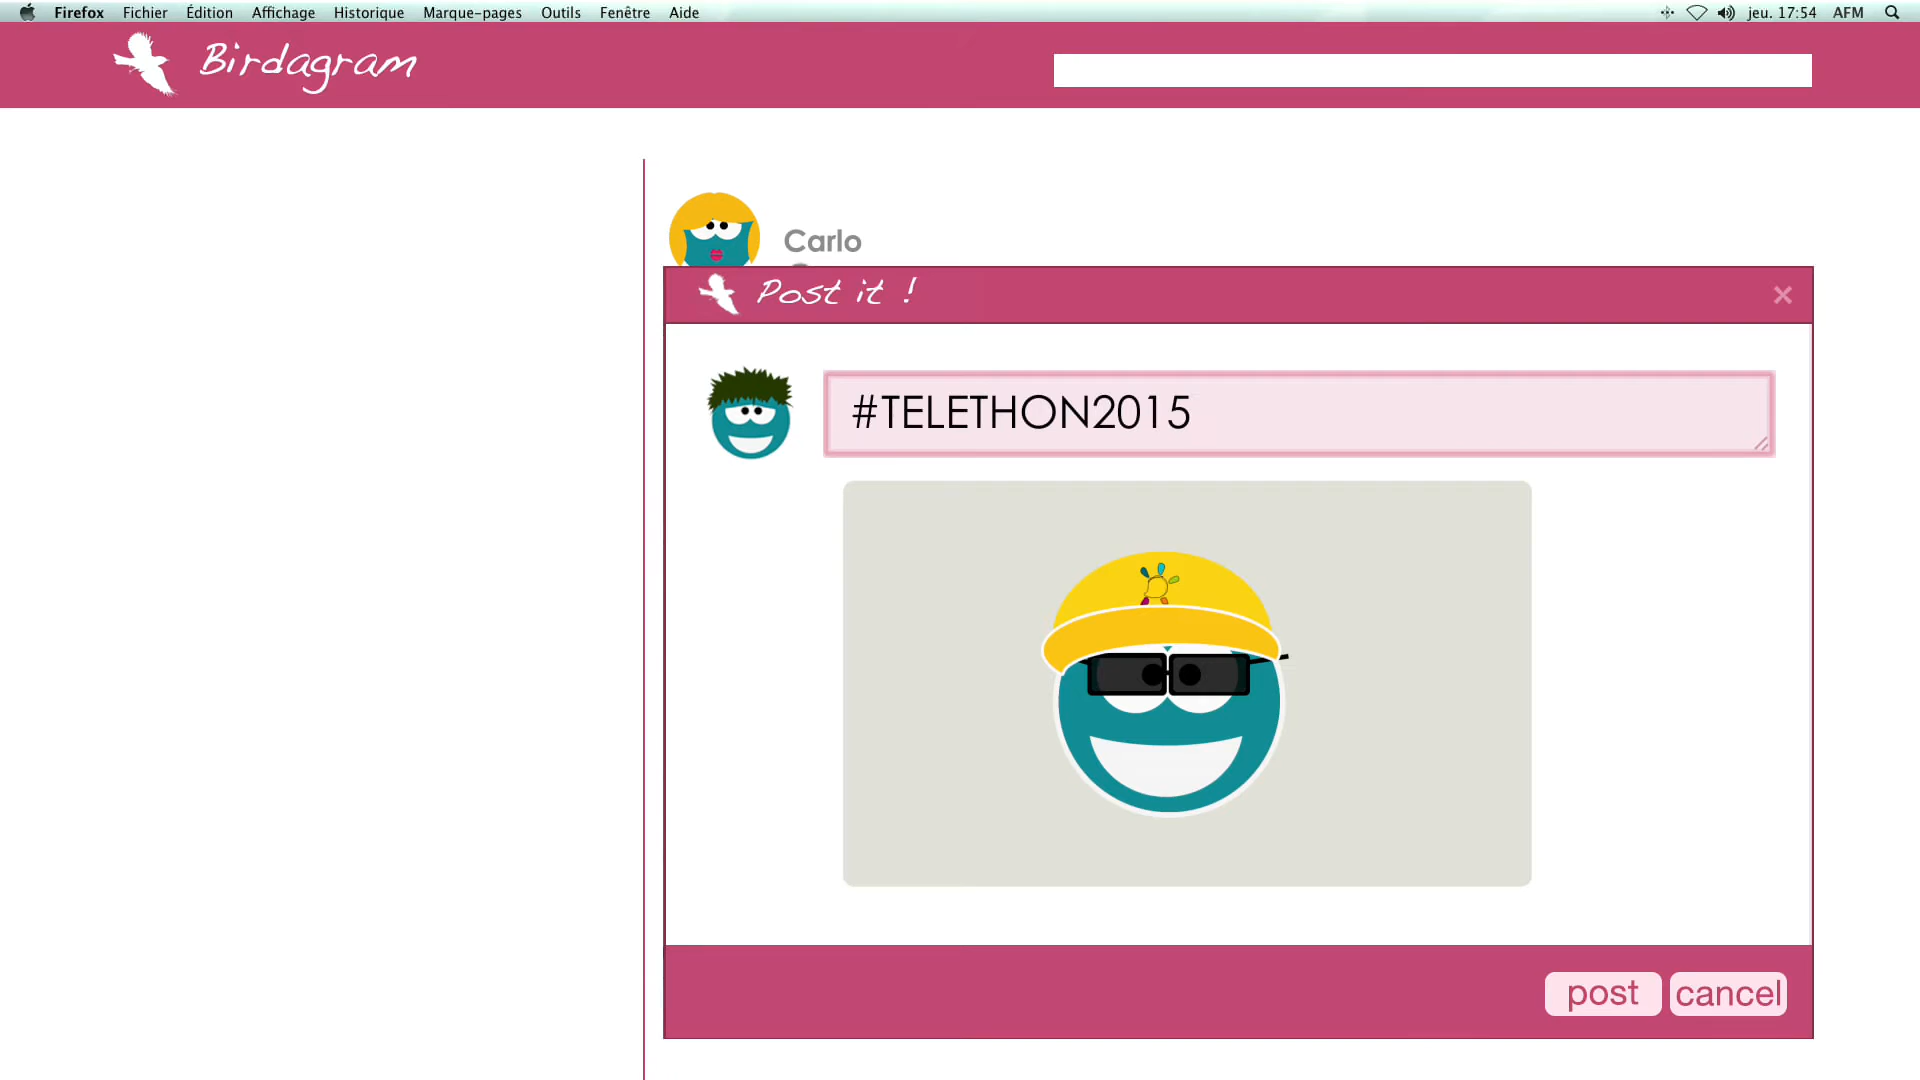 Firefox Fichier Édition Affichage Historique Marque-pages Outils Fenêtre Aide jeu. 17:54 AFM
Birdagram
Carlo
Post it !
#TELETHON2015
post cancel